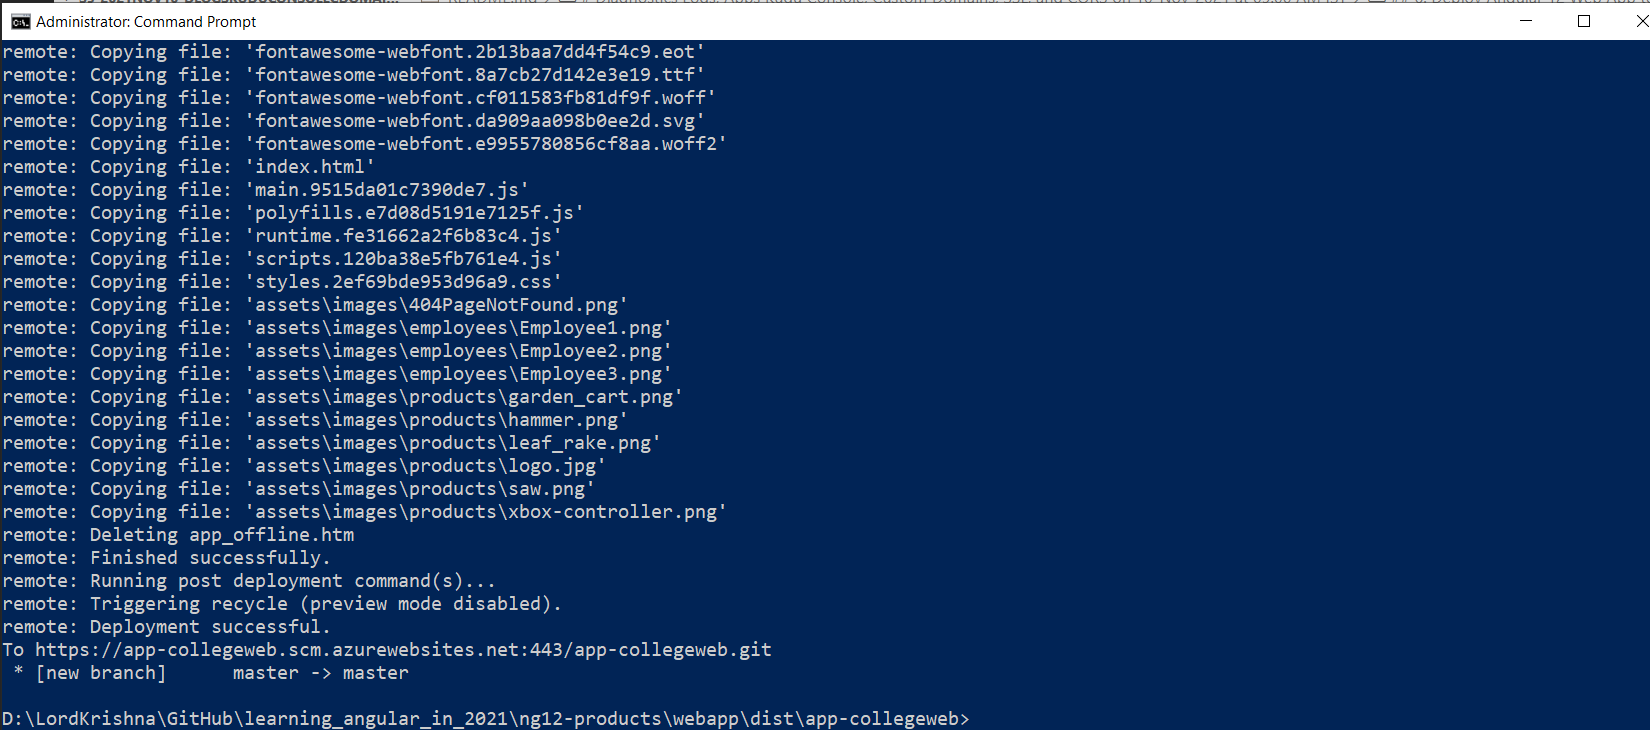 Administrator: Command Prompt
remote: Copying file: 'fontawesome-webfont.2b13baa7dd4f54c9.eot'
remote: Copying file: 'fontawesome-webfont.8a7cb27d142e3e19.ttf'
remote: Copying file: 'fontawesome-webfont.cf011583fb81df9f.woff'
remote: Copying file: 'fontawesome-webfont.da909aa098b0ee2d.svg'
remote: Copying file: 'fontawesome-webfont.e9955780856cf8aa.woff2'
remote: Copying file: 'index.html'
remote: Copying file: 'main.9515da01c7390de7.js'
remote: Copying file: 'polyfills.e7d08d5191e7125f.js'
remote: Copying file: 'runtime.fe31662a2f6b83c4.js'
remote: Copying file: 'scripts.120ba38e5fb761e4.js'
remote: Copying file: 'styles.2ef69bde953d96a9.css'
remote: Copying file: 'assets\images\404PageNotFound.png'
remote: Copying file: 'assets\images\employees\Employee1.png'
remote: Copying file: 'assets\images\employees\Employee2.png'
remote: Copying file: 'assets\images\employees\Employee3.png'
remote: Copying file: 'assets\images\products\garden_cart.png'
remote: Copying file: 'assets\images\products\hammer.png'
remote: Copying file: 'assets\images\products\leaf_rake.png'
remote: Copying file: 'assets\images\products\logo.jpg'
remote: Copying file: 'assets\images\products\saw.png'
remote: Copying file: 'assets\images\products\xbox-controller.png'
remote: Deleting app_offline.htm
remote: Finished successfully.
remote: Running post deployment command(s)...
remote: Triggering recycle (preview mode disabled).
remote: Deployment successful.
To https://app-collegeweb.scm.azurewebsites.net:443/app-collegeweb.git
 * [new branch]      master -> master
D:\LordKrishna\GitHub\learning_angular_in_2021\ng12-products\webapp\dist\app-collegeweb>